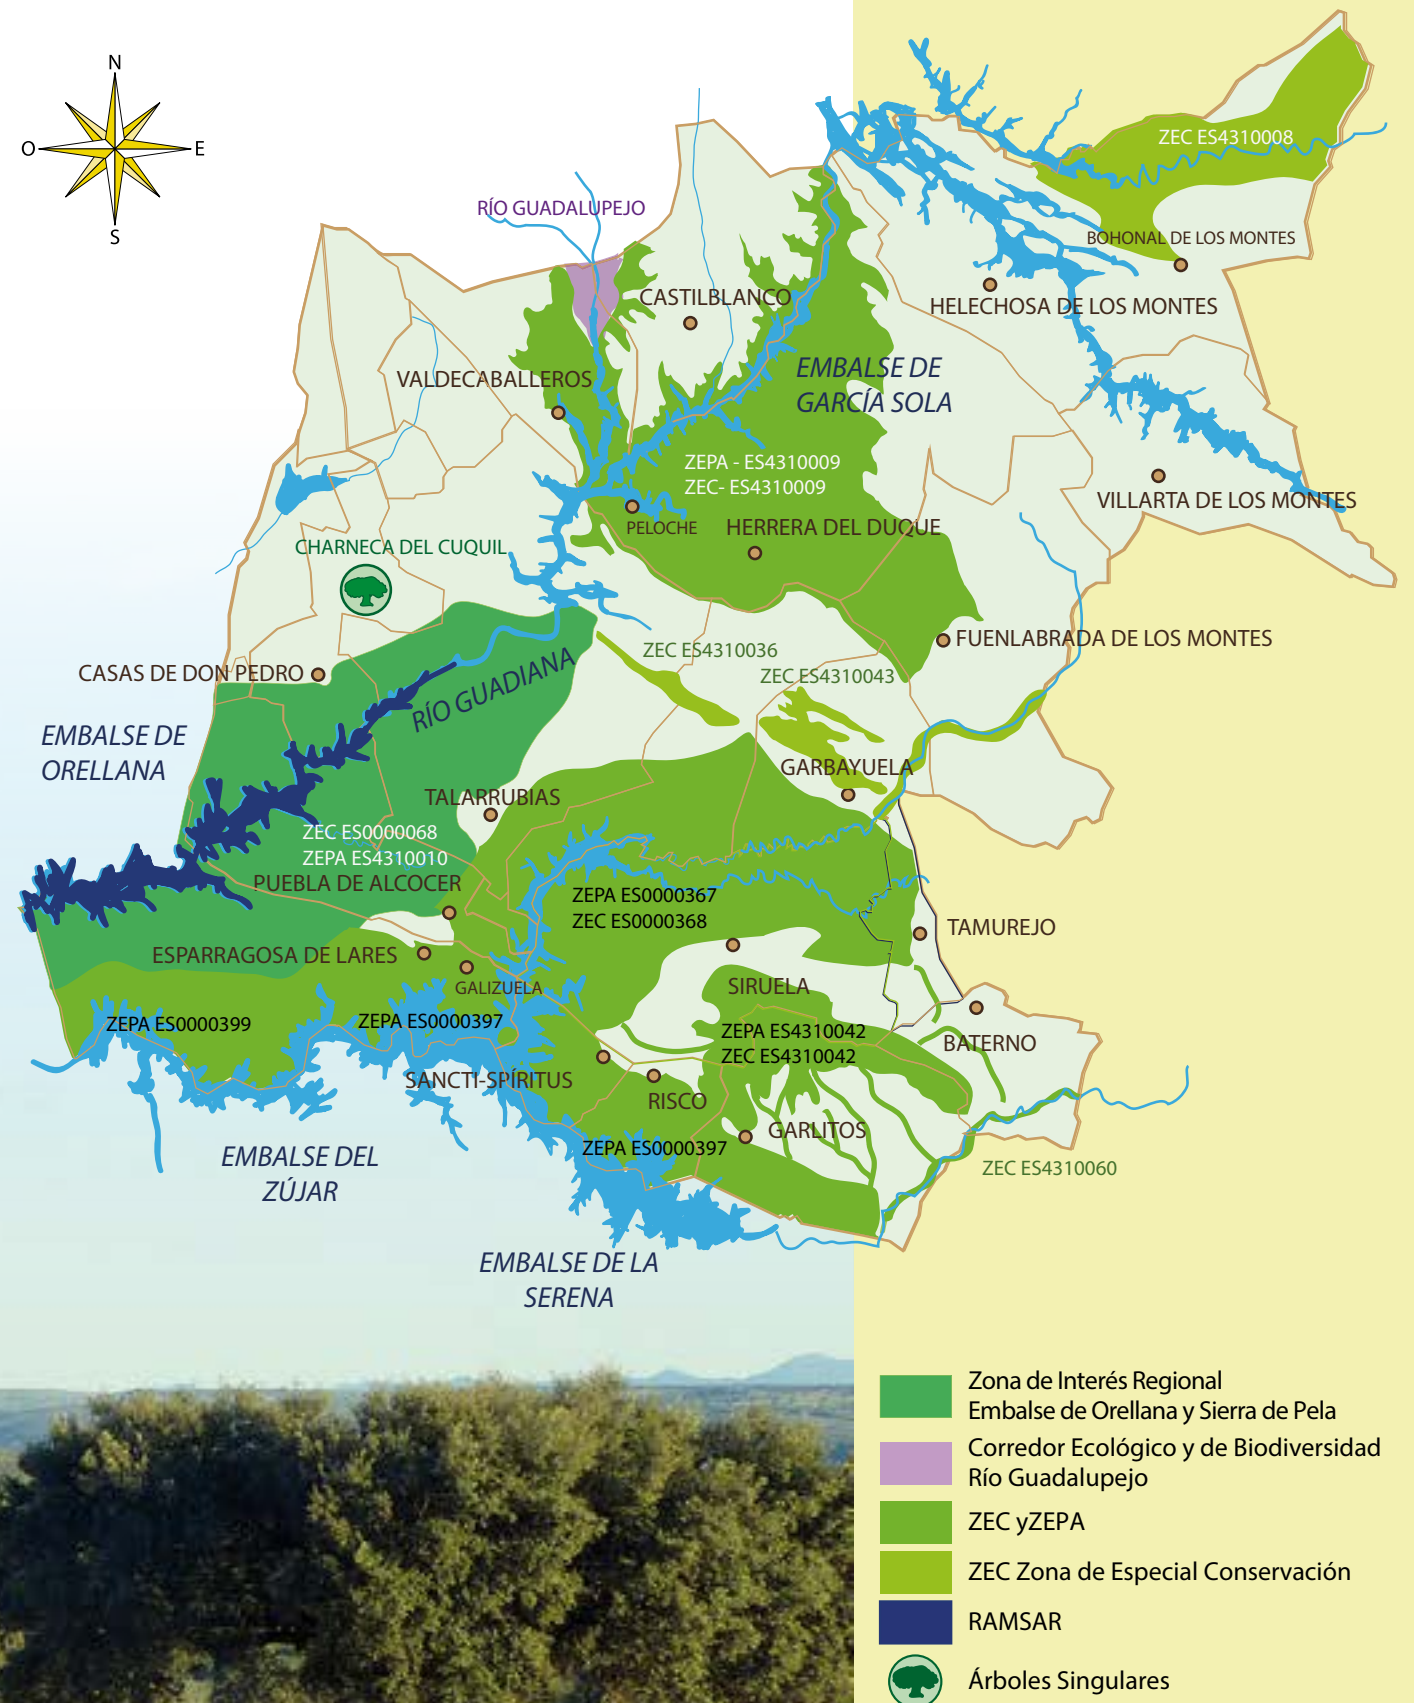 N
O
E
S
ZEC ES4310008
RÍO GUADALUPEJO
BOHONAL DE LOS MONTES
CASTILBLANCO
HELECHOSA DE LOS MONTES
VALDECABALLEROS
EMBALSE DE
GARCÍA SOLA
ZEPA - ES4310009
ZEC- ES4310009
VILLARTA DE LOS MONTES
PELOCHE
HERRERA DEL DUQUE
CHARNECA DEL CUQUIL
FUENLABRADA DE LOS MONTES
ZEC ES4310036
ZEC ES4310043
CASAS DE DON PEDRO
RÍO GUADIANA
EMBALSE DE
ORELLANA
GARBAYUELA
TALARRUBIAS
ZEC ES0000068
ZEPA ES4310010
PUEBLA DE ALCOCER
ZEPA ES0000367
ZEC ES0000368
TAMUREJO
ESPARRAGOSA DE LARES
GALIZUELA
SIRUELA
ZEPA ES0000399
ZEPA ES0000397
ZEPA ES4310042
ZEC ES4310042
BATERNO
SANCTI-SPÍRITUS
RISCO
GARLITOS
ZEPA ES0000397
ZEC ES4310060
EMBALSE DEL
ZÚJAR
EMBALSE DE LA
SERENA
Zona de Interés Regional
Embalse de Orellana y Sierra de Pela
Corredor Ecológico y de Biodiversidad
Río Guadalupejo
ZEC yZEPA
ZEC Zona de Especial Conservación
RAMSAR
Árboles Singulares